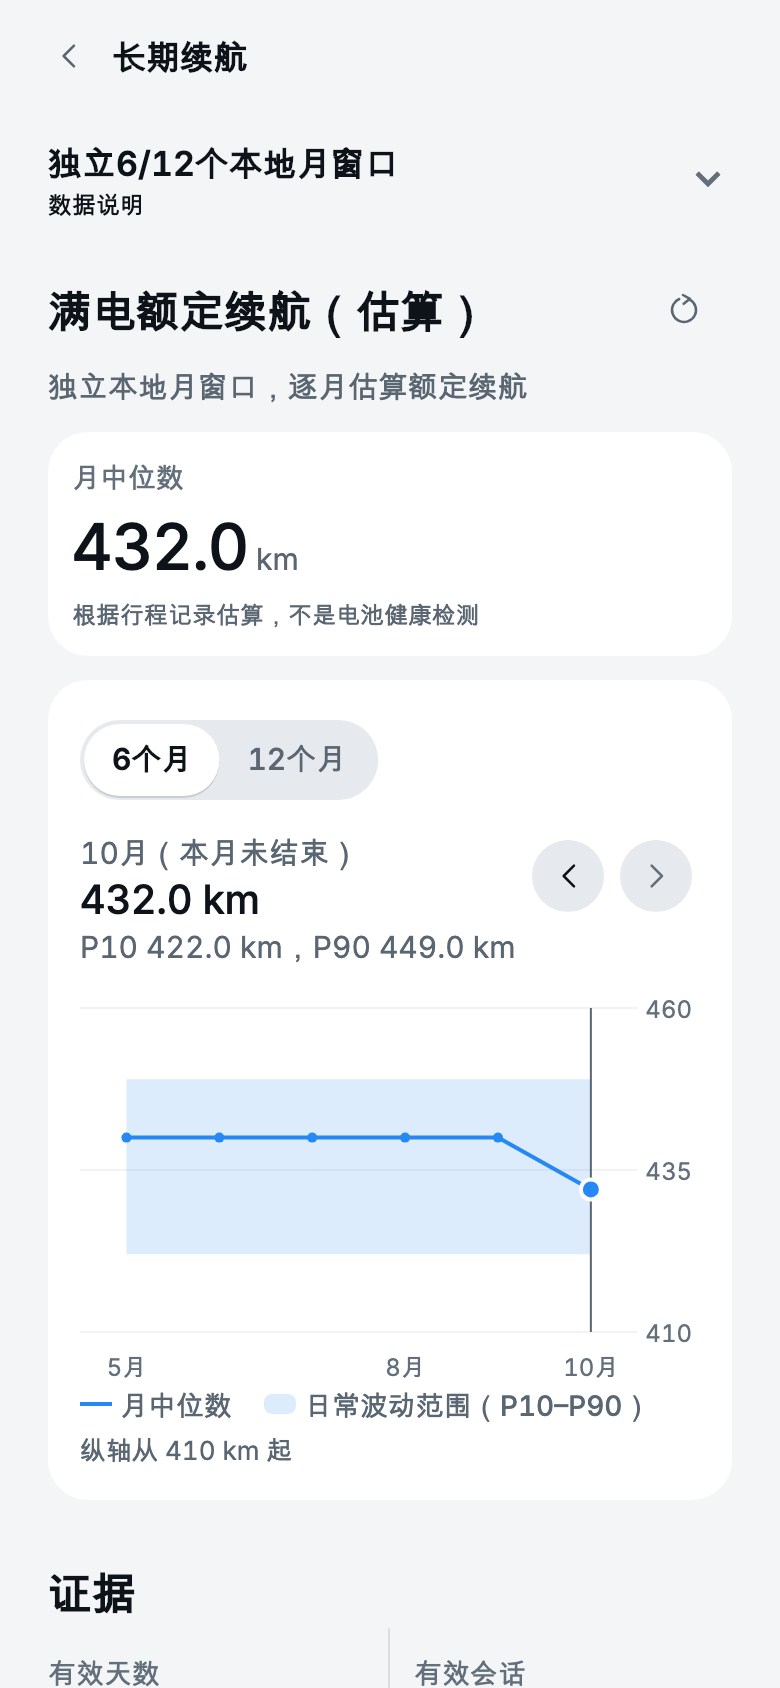 长期续航
独立6/12个本地月窗口
数据说明
满电额定续航（估算）
独立本地月窗口，逐月估算额定续航
月中位数
432.0 km
根据行程记录估算，不是电池健康检测
6个月 12个月
10月（本月未结束）
432.0 km
P10 422.0 km，P90 449.0 km
460
435
410
5月 8月 10月
月中位数 日常波动范围（P10–P90）
纵轴从 410 km 起
证据
有效天数 有效会话